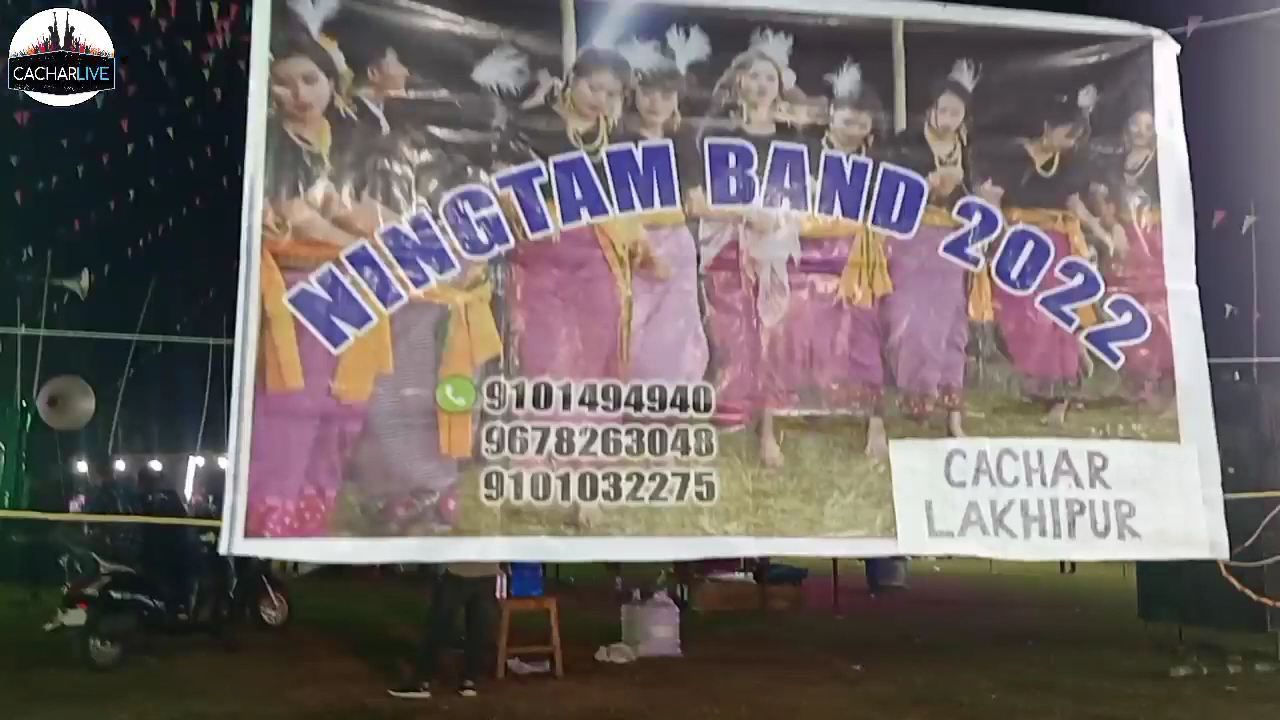 CACHARLIVE
NINGTAM BAND 2022
9101494940
9678263048
9101032275
CACHAR
LAKHIPUR